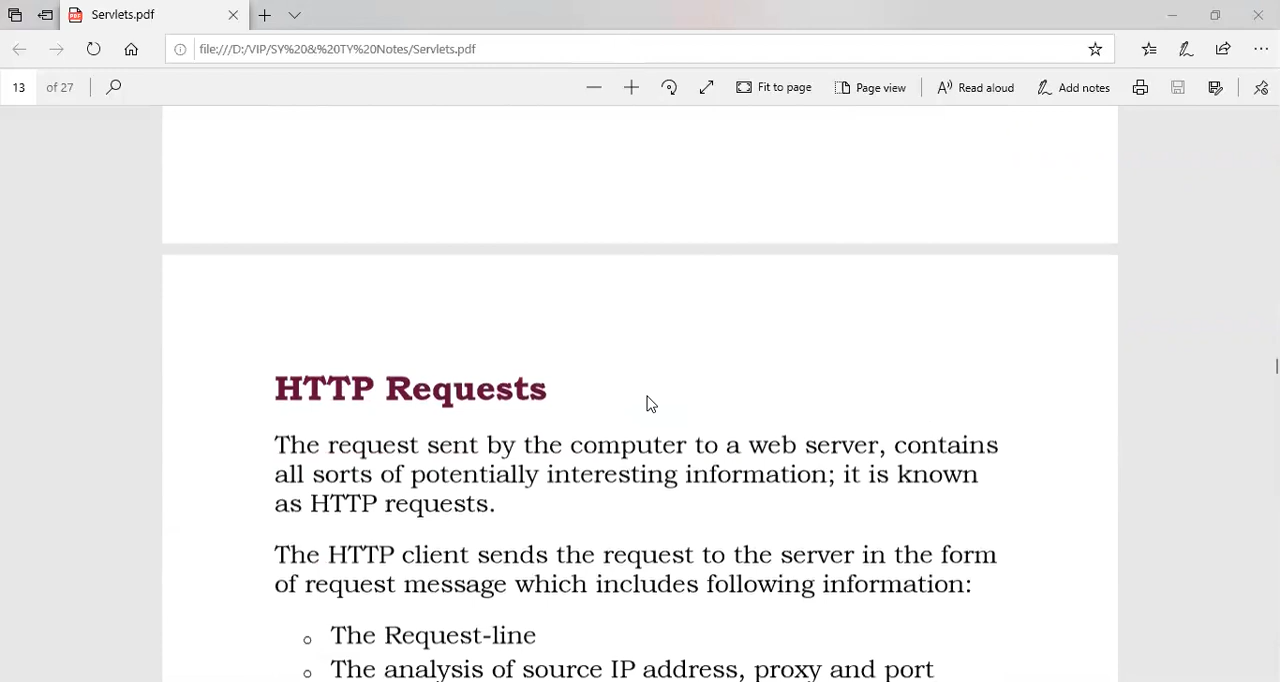 Servlets.pdf
file:///D:/VIP/SY%20&%20TY%20Notes/Servlets.pdf
13 of 27 Fit to page Page view Read aloud Add notes
HTTP Requests
The request sent by the computer to a web server, contains
all sorts of potentially interesting information; it is known
as HTTP requests.
The HTTP client sends the request to the server in the form
of request message which includes following information:
The Request-line
The analysis of source IP address, proxy and port